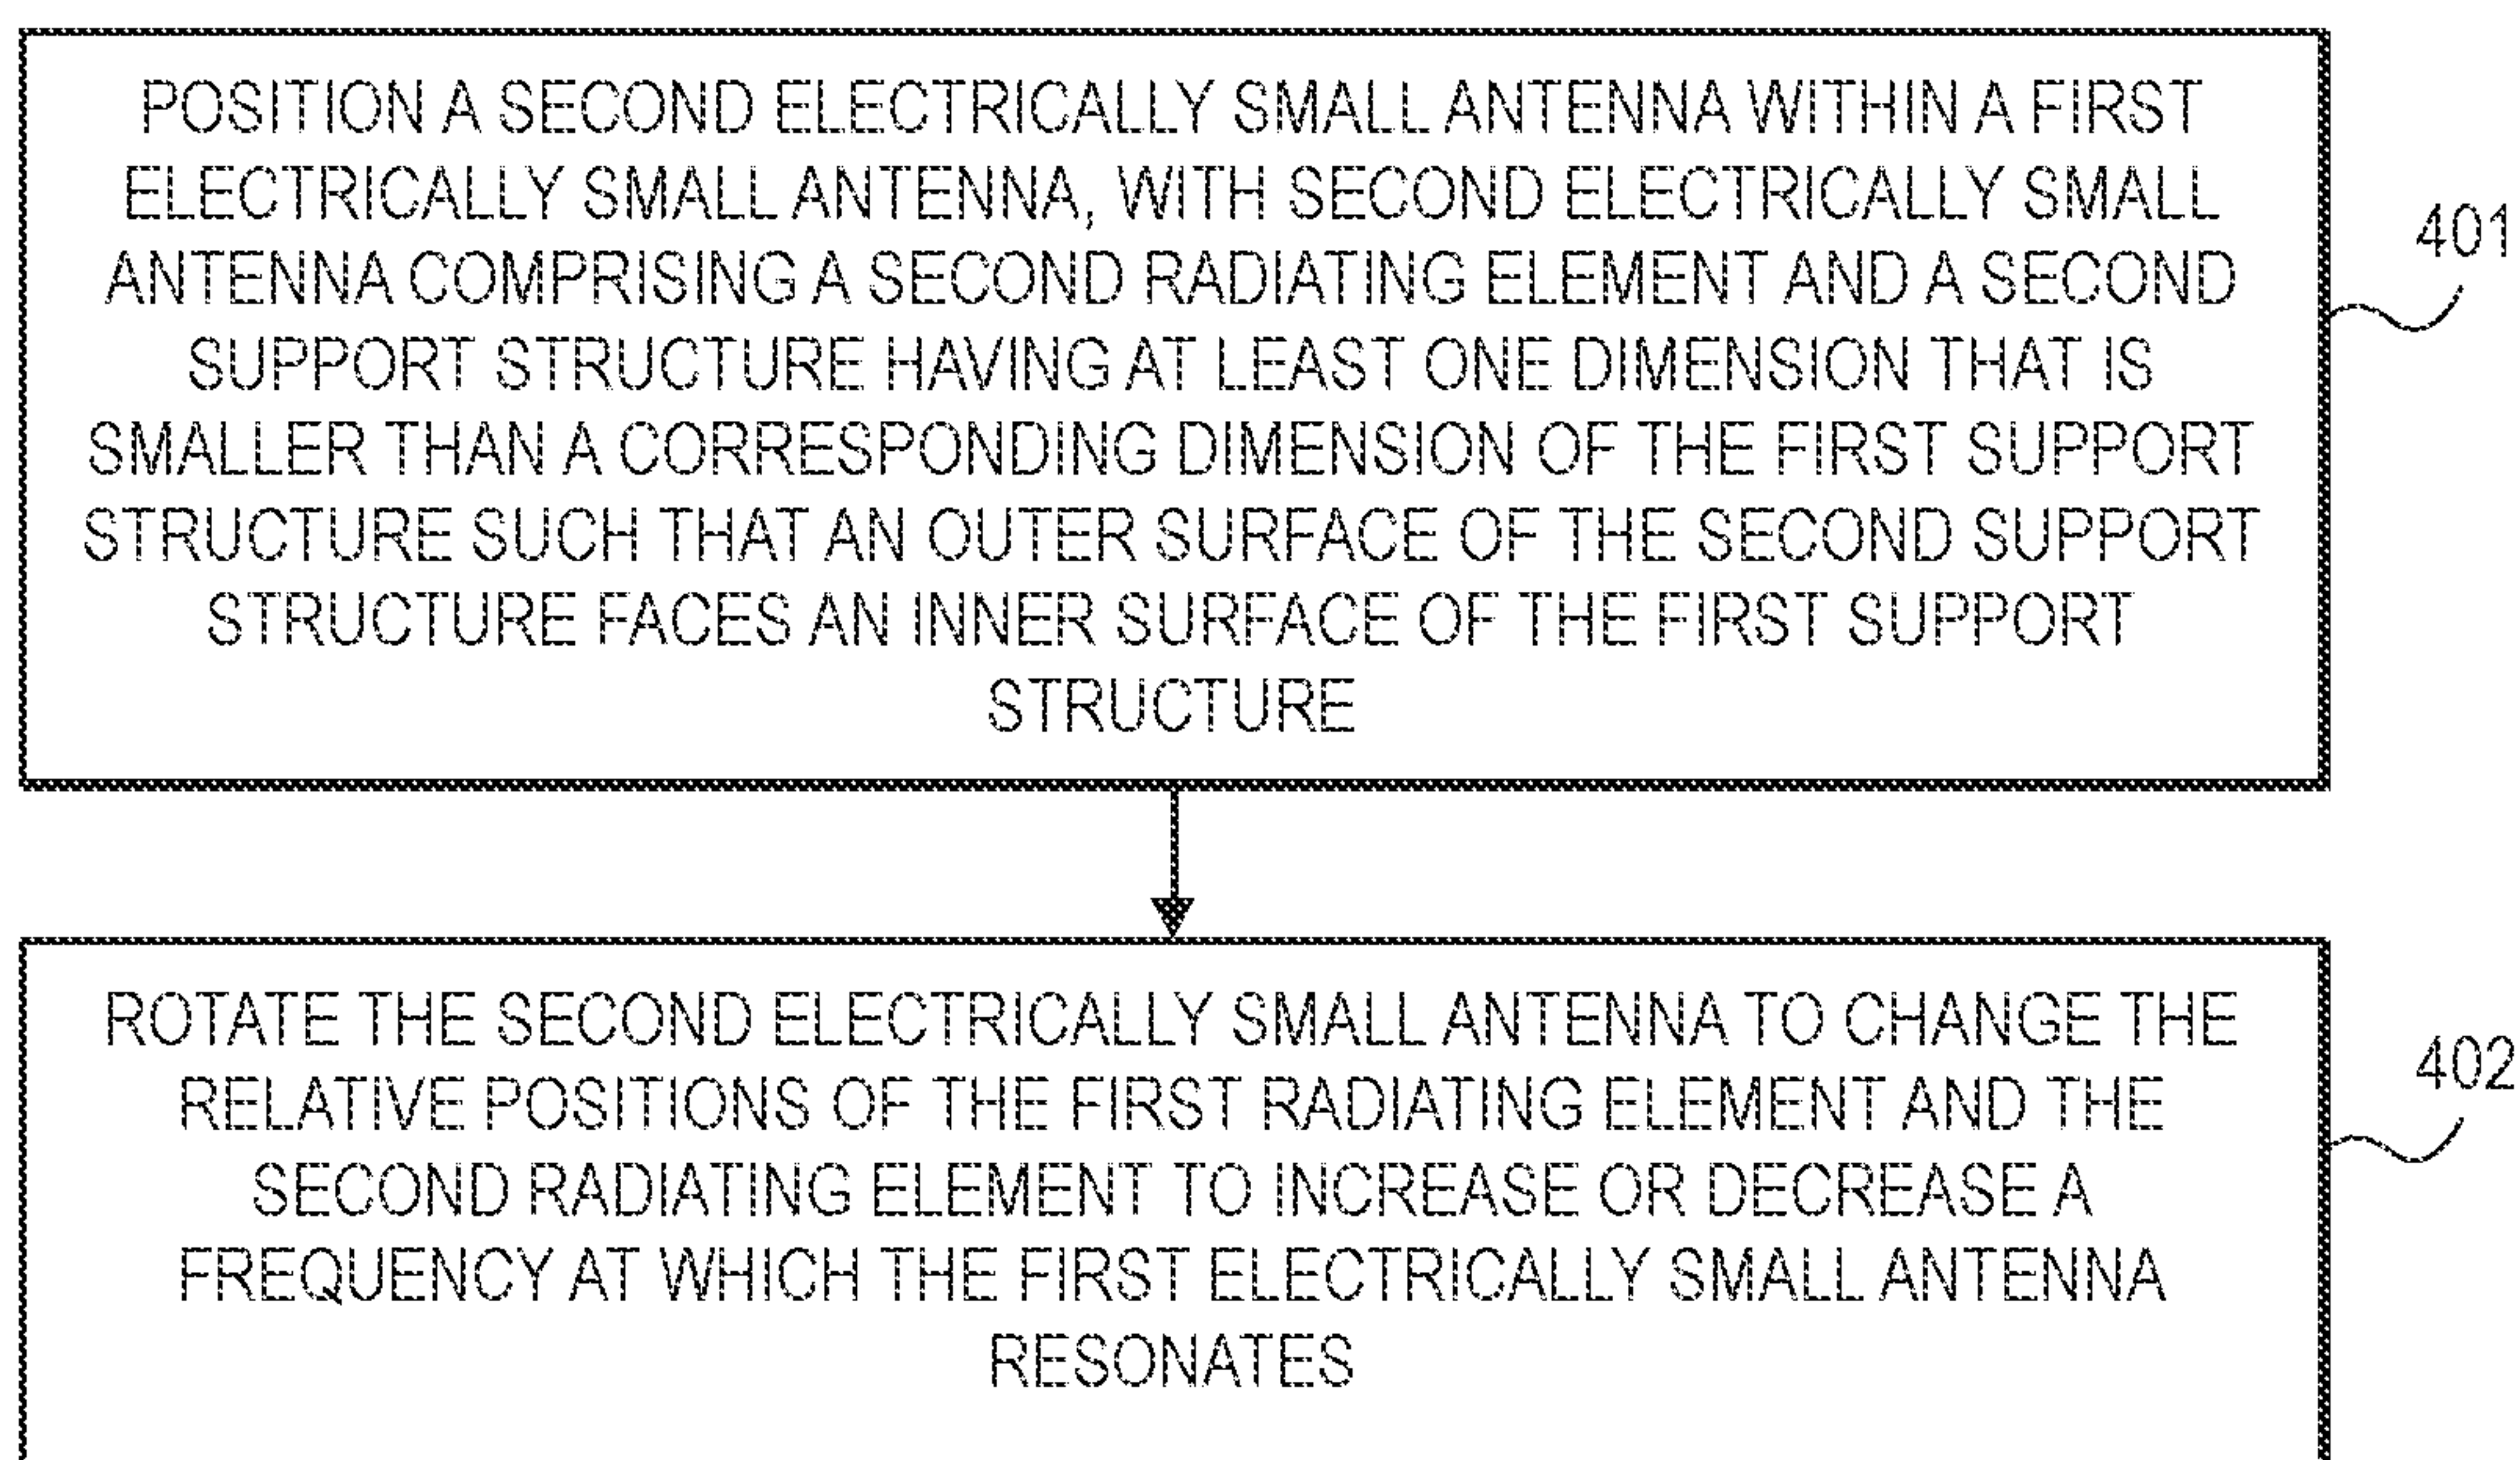 POSITION A SECOND ELECTRICALLY SMALL ANTENNA WITHIN A FIRST
ELECTRICALLY SMALL ANTENNA, WITH SECOND ELECTRICALLY SMALL
ANTENNA COMPRISING A SECOND RADIATING ELEMENT AND A SECOND
SUPPORT STRUCTURE HAVING AT LEAST ONE DIMENSION THAT IS
SMALLER THAN A CORRESPONDING DIMENSION OF THE FIRST SUPPORT
STRUCTURE SUCH THAT AN OUTER SURFACE OF THE SECOND SUPPORT
STRUCTURE FACES AN INNER SURFACE OF THE FIRST SUPPORT
STRUCTURE
401
ROTATE THE SECOND ELECTRICALLY SMALL ANTENNA TO CHANGE THE
RELATIVE POSITIONS OF THE FIRST RADIATING ELEMENT AND THE
SECOND RADIATING ELEMENT TO INCREASE OR DECREASE A
FREQUENCY AT WHICH THE FIRST ELECTRICALLY SMALL ANTENNA
RESONATES
402